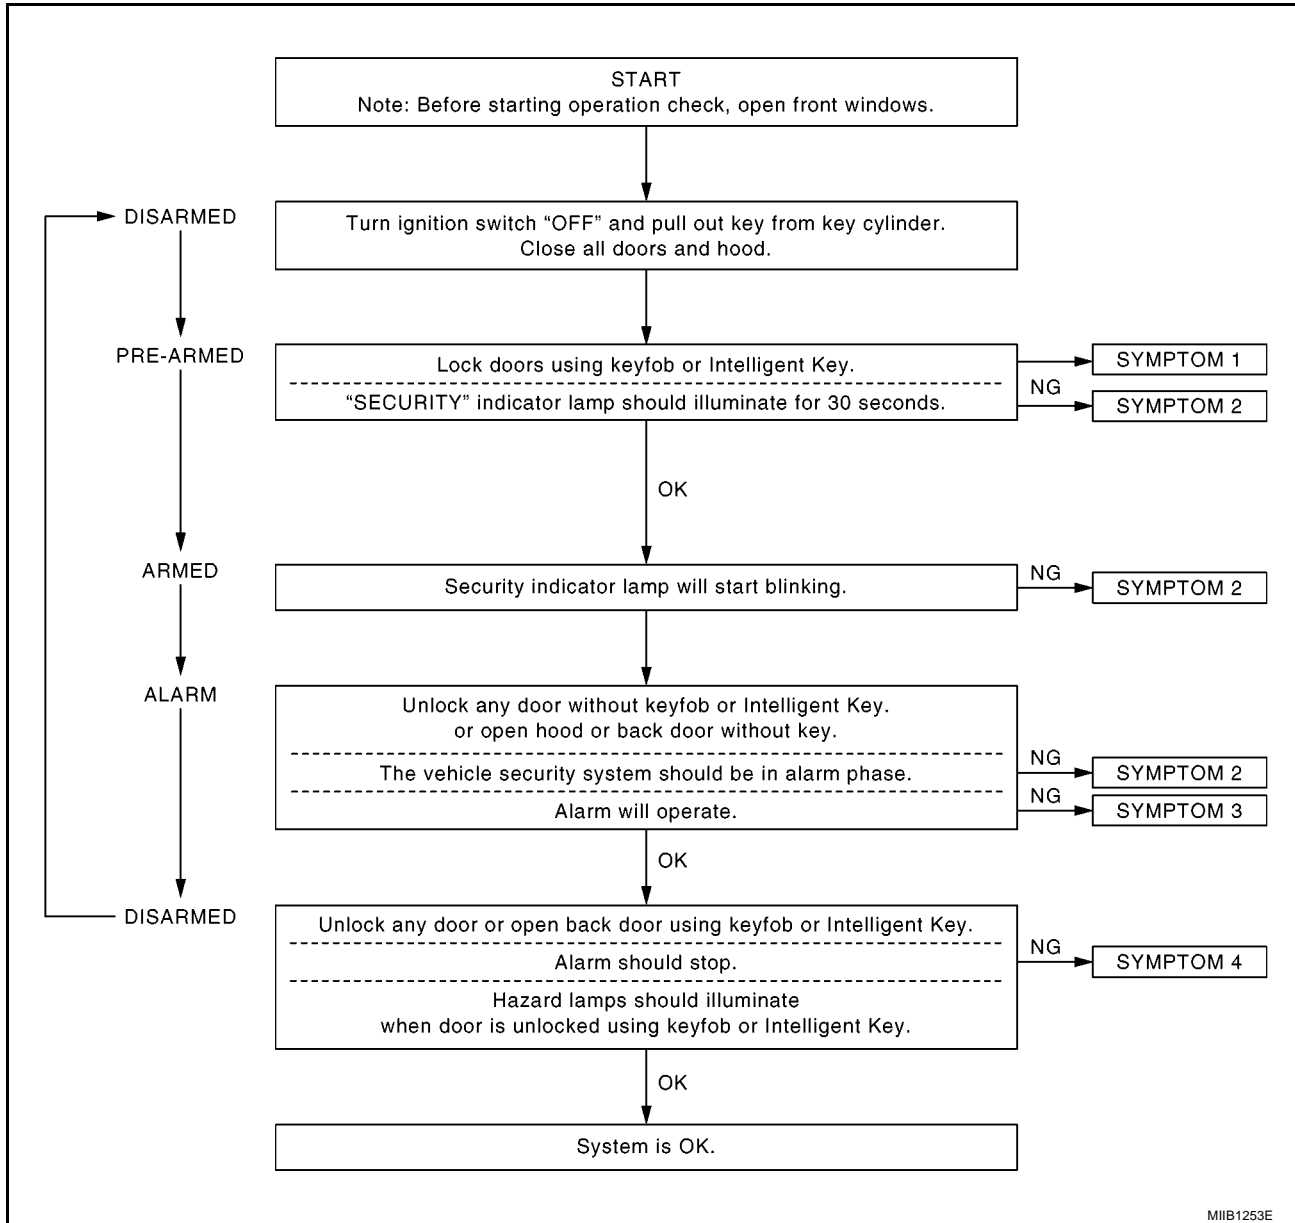 START
Note: Before starting operation check, open front windows.
DISARMED
Turn ignition switch “OFF” and pull out key from key cylinder.
Close all doors and hood.
PRE-ARMED
Lock doors using keyfob or Intelligent Key.
SYMPTOM 1
NG
“SECURITY” indicator lamp should illuminate for 30 seconds.
SYMPTOM 2
OK
ARMED
Security indicator lamp will start blinking.
NG
SYMPTOM 2
ALARM
Unlock any door without keyfob or Intelligent Key.
or open hood or back door without key.
The vehicle security system should be in alarm phase.
NG
SYMPTOM 2
Alarm will operate.
NG
SYMPTOM 3
OK
DISARMED
Unlock any door or open back door using keyfob or Intelligent Key.
Alarm should stop.
NG
SYMPTOM 4
Hazard lamps should illuminate
when door is unlocked using keyfob or Intelligent Key.
OK
System is OK.
MIIB1253E